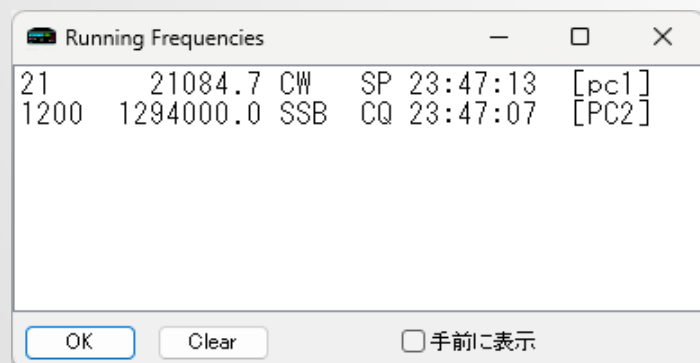 Running Frequencies
21 21084.7 CW SP 23:47:13 [pc1]
1200 1294000.0 SSB CQ 23:47:07 [PC2]
OK Clear 手前に表示